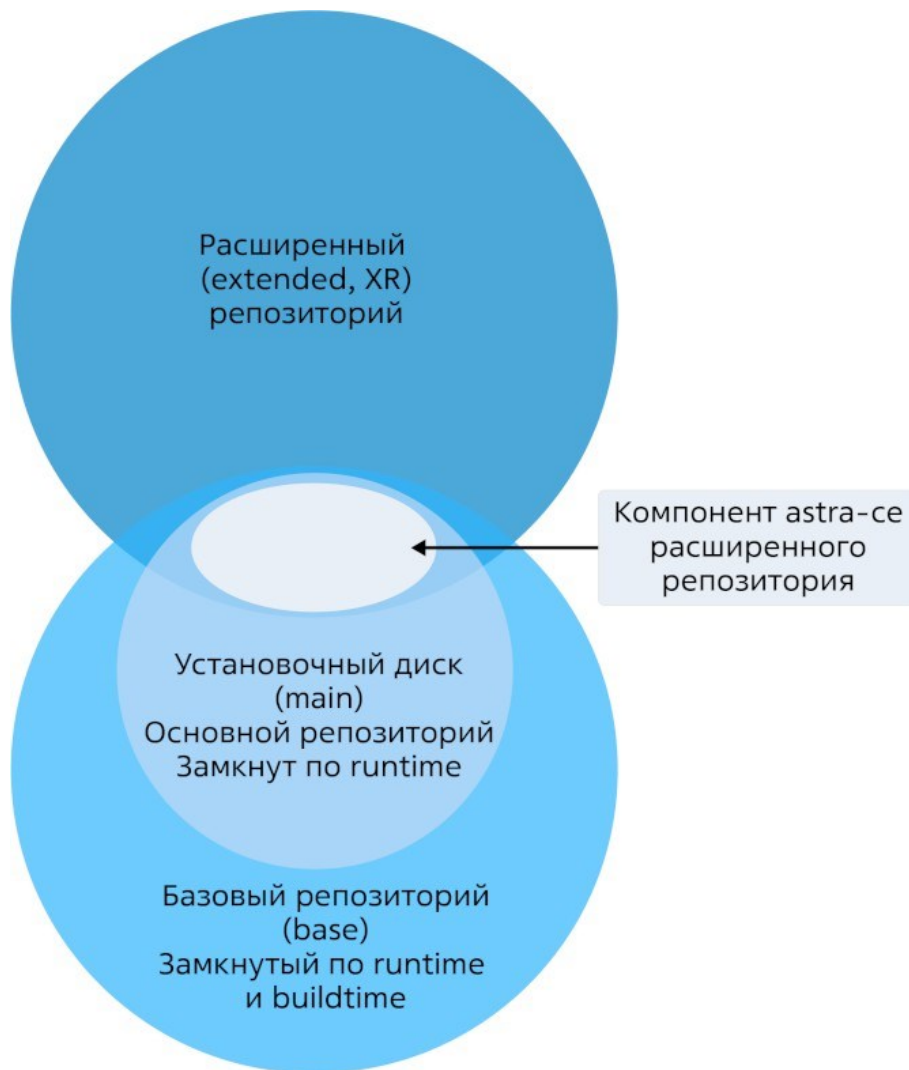 Расширенный
(extended, XR)
репозиторий
Компонент astra-ce
расширенного
репозитория
Установочный диск
(main)
Основной репозиторий
Замкнут по runtime
Базовый репозиторий
(base)
Замкнутый по runtime
и buildtime